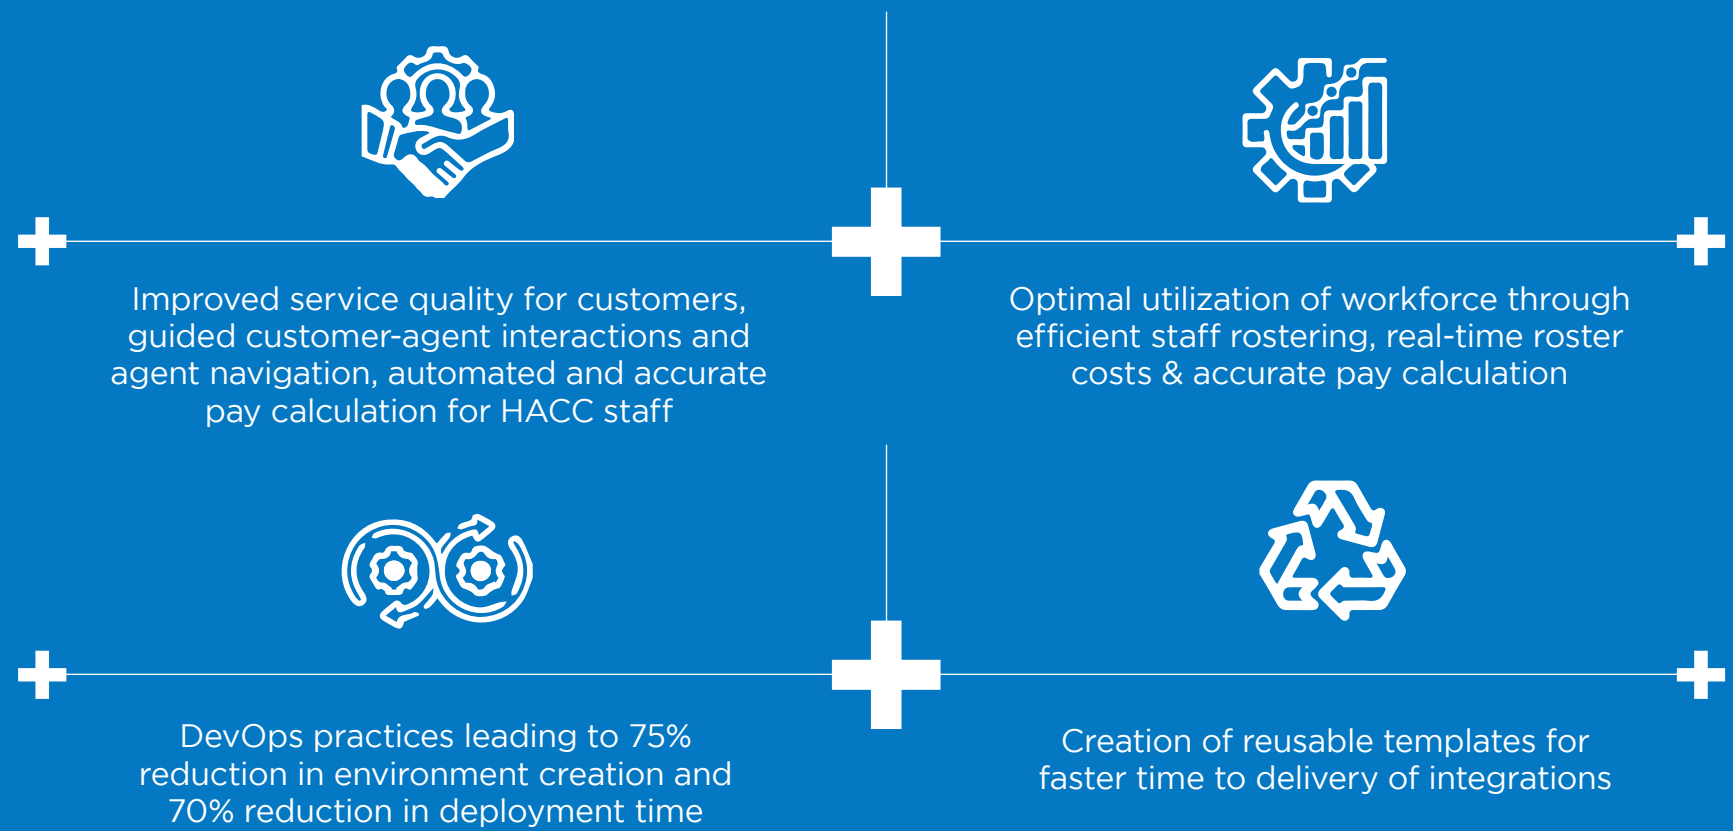 Improved service quality for customers,
guided customer-agent interactions and
agent navigation, automated and accurate
pay calculation for HACC staff
Optimal utilization of workforce through
efficient staff rostering, real-time roster
costs & accurate pay calculation
DevOps practices leading to 75%
reduction in environment creation and
70% reduction in deployment time
Creation of reusable templates for
faster time to delivery of integrations